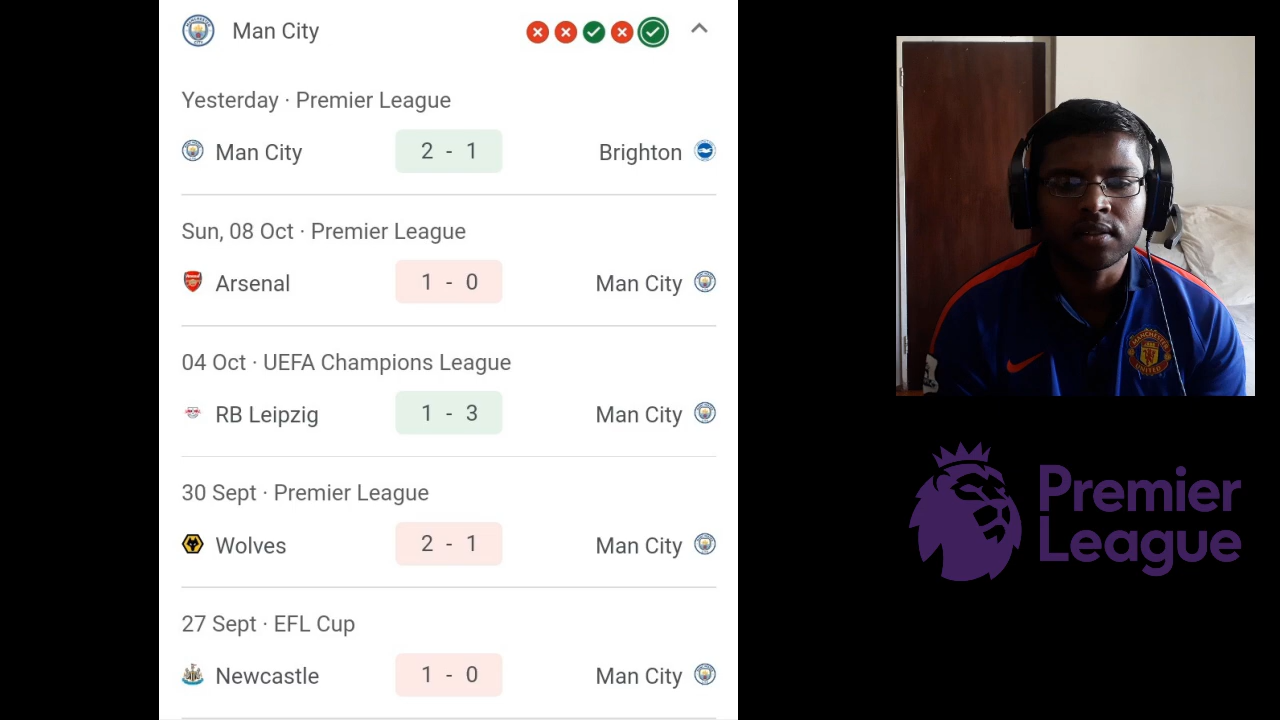 Man City
Yesterday · Premier League
Man City 2 - 1 Brighton
Sun, 08 Oct · Premier League
Arsenal 1 - 0 Man City
04 Oct · UEFA Champions League
RB Leipzig 1 - 3 Man City
30 Sept · Premier League
Wolves 2 - 1 Man City
27 Sept · EFL Cup
Newcastle 1 - 0 Man City
MANCHESTER
UNITED
Premier
League